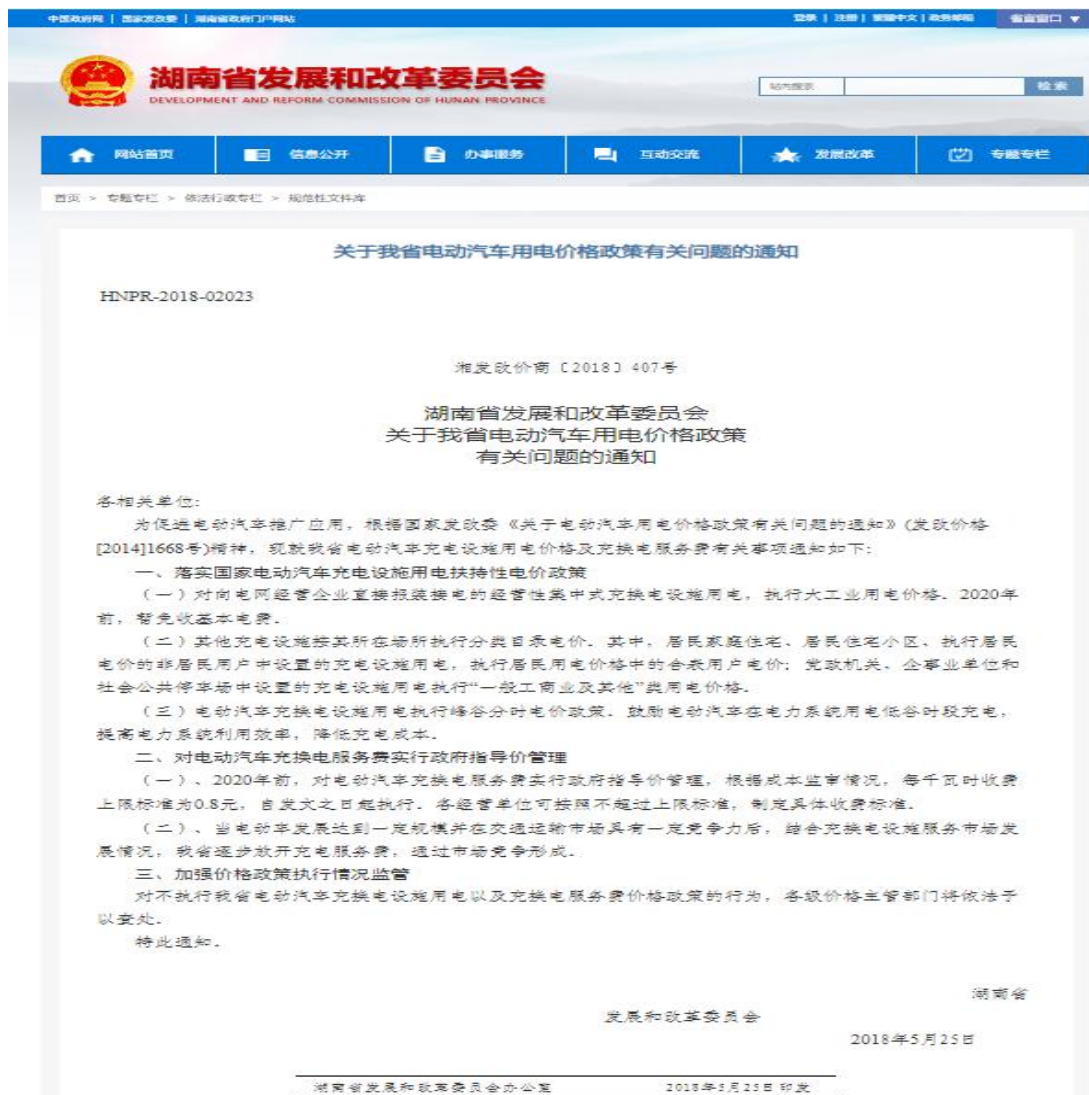 中国政府网 | 国家发改委 | 湖南省政府门户网站
登录 | 注册 | 繁體中文 | 政务邮箱
省直窗口
湖南省发展和改革委员会
DEVELOPMENT AND REFORM COMMISSION OF HUNAN PROVINCE
站内搜索
检索
网站首页 信息公开 办事服务 互动交流 发展改革 专题专栏
首页 > 专题专栏 > 依法行政专栏 > 规范性文件库
关于我省电动汽车用电价格政策有关问题的通知
HNPR-2018-02023
湘发改价商〔2018〕407号
湖南省发展和改革委员会
关于我省电动汽车用电价格政策
有关问题的通知
各相关单位:
为促进电动汽车推广应用，根据国家发改委《关于电动汽车用电价格政策有关问题的通知》(发改价格
[2014]1668号)精神，现就我省电动汽车充电设施用电价格及充换电服务费有关事项通知如下:
一、落实国家电动汽车充电设施用电扶持性电价政策
（一）对向电网经营企业直接报装接电的经营性集中式充换电设施用电，执行大工业用电价格。2020年
前，暂免收基本电费。
（二）其他充电设施按其所在场所执行分类目录电价。其中，居民家庭住宅、居民住宅小区、执行居民
电价的非居民用户中设置的充电设施用电，执行居民用电价格中的合表用户电价；党政机关、企事业单位和
社会公共停车场中设置的充电设施用电执行“一般工商业及其他”类用电价格。
（三）电动汽车充换电设施用电执行峰谷分时电价政策。鼓励电动汽车在电力系统用电低谷时段充电，
提高电力系统利用效率，降低充电成本。
二、对电动汽车充换电服务费实行政府指导价管理
（一）、2020年前，对电动汽车充换电服务费实行政府指导价管理，根据成本监审情况，每千瓦时收费
上限标准为0.8元，自发文之日起执行。各经营单位可按照不超过上限标准，制定具体收费标准。
（二）、当电动车发展达到一定规模并在交通运输市场具有一定竞争力后，结合充换电设施服务市场发
展情况，我省逐步放开充电服务费，通过市场竞争形成。
三、加强价格政策执行情况监管
对不执行我省电动汽车充换电设施用电以及充换电服务费价格政策的行为，各级价格主管部门将依法予
以查处。
特此通知。
湖南省
发展和改革委员会
2018年5月25日
湖南省发展和改革委员会办公室 2018年5月25日印发